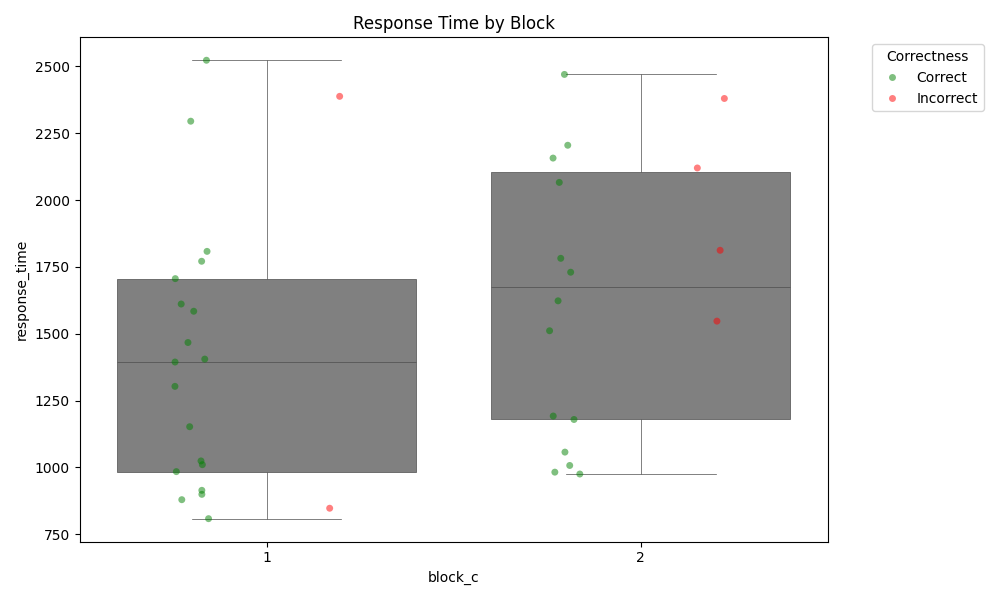 Response Time by Block
Correctness
Correct
Incorrect
response_time
2500
2250
2000
1750
1500
1250
1000
750
1
2
block_c